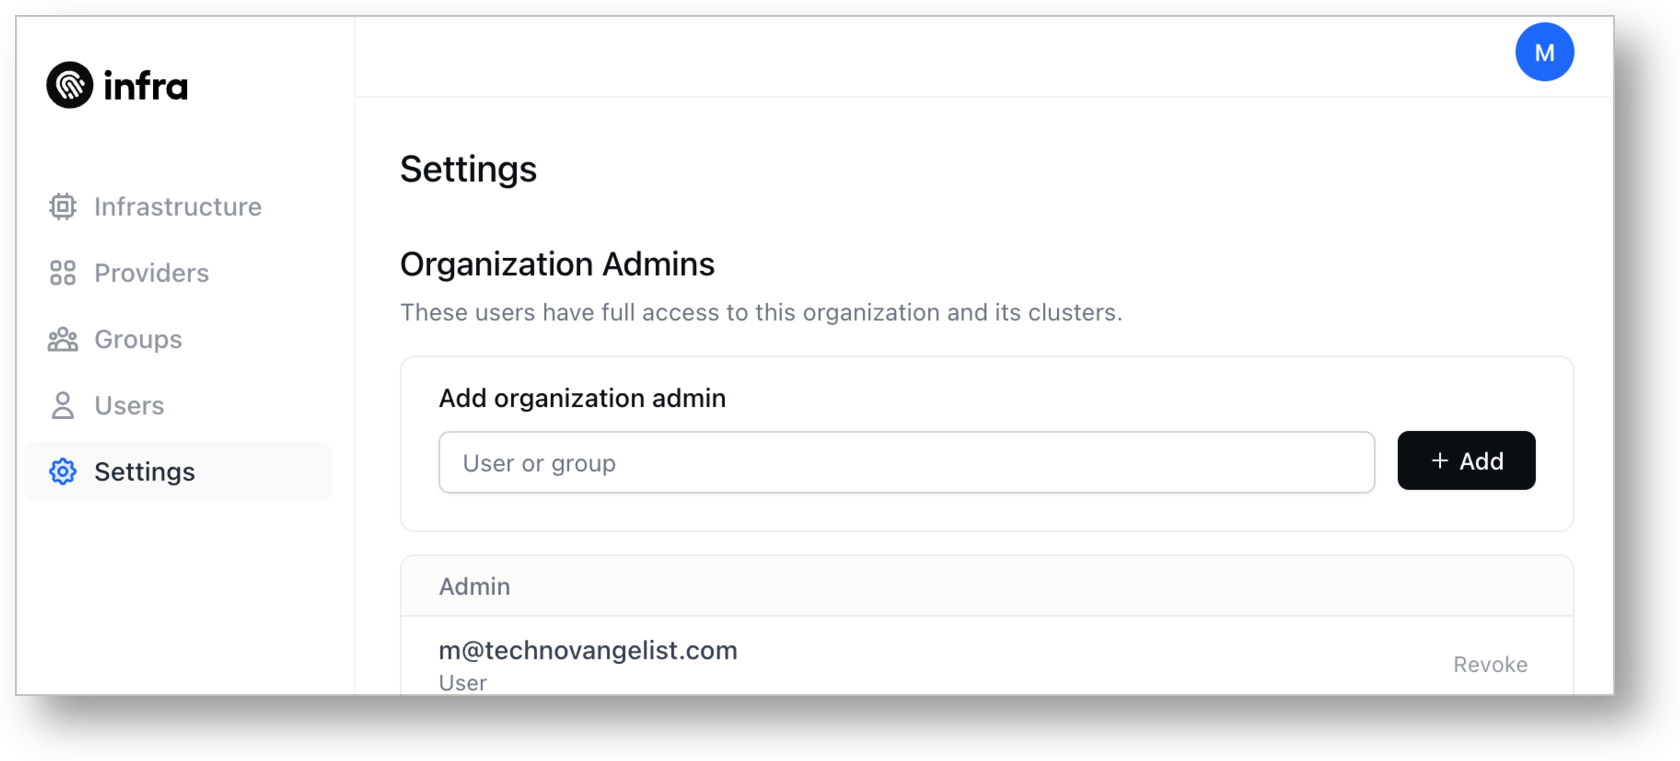 infra
M
Infrastructure
Providers
Groups
Users
Settings
Settings
Organization Admins
These users have full access to this organization and its clusters.
Add organization admin
User or group
+ Add
Admin
m@technovangelist.com
User
Revoke